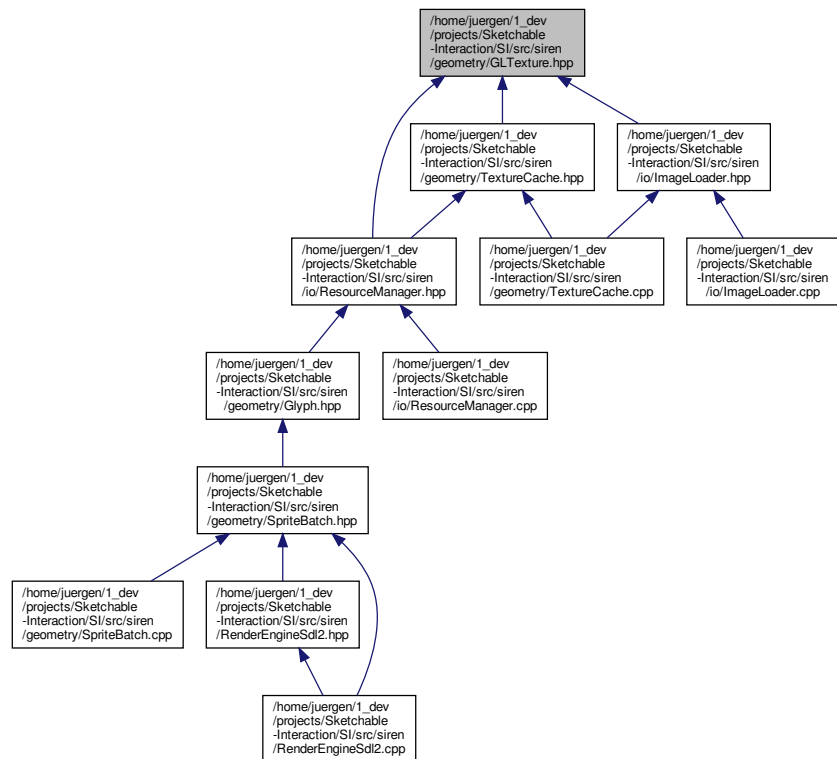 /home/juergen/1_dev
/projects/Sketchable
-Interaction/SI/src/siren
/geometry/GLTexture.hpp
/home/juergen/1_dev
/projects/Sketchable
-Interaction/SI/src/siren
/geometry/TextureCache.hpp
/home/juergen/1_dev
/projects/Sketchable
-Interaction/SI/src/siren
/io/ImageLoader.hpp
/home/juergen/1_dev
/projects/Sketchable
-Interaction/SI/src/siren
/io/ResourceManager.hpp
/home/juergen/1_dev
/projects/Sketchable
-Interaction/SI/src/siren
/geometry/TextureCache.cpp
/home/juergen/1_dev
/projects/Sketchable
-Interaction/SI/src/siren
/io/ImageLoader.cpp
/home/juergen/1_dev
/projects/Sketchable
-Interaction/SI/src/siren
/geometry/Glyph.hpp
/home/juergen/1_dev
/projects/Sketchable
-Interaction/SI/src/siren
/io/ResourceManager.cpp
/home/juergen/1_dev
/projects/Sketchable
-Interaction/SI/src/siren
/geometry/SpriteBatch.hpp
/home/juergen/1_dev
/projects/Sketchable
-Interaction/SI/src/siren
/geometry/SpriteBatch.cpp
/home/juergen/1_dev
/projects/Sketchable
-Interaction/SI/src/siren
/RenderEngineSdl2.hpp
/home/juergen/1_dev
/projects/Sketchable
-Interaction/SI/src/siren
/RenderEngineSdl2.cpp